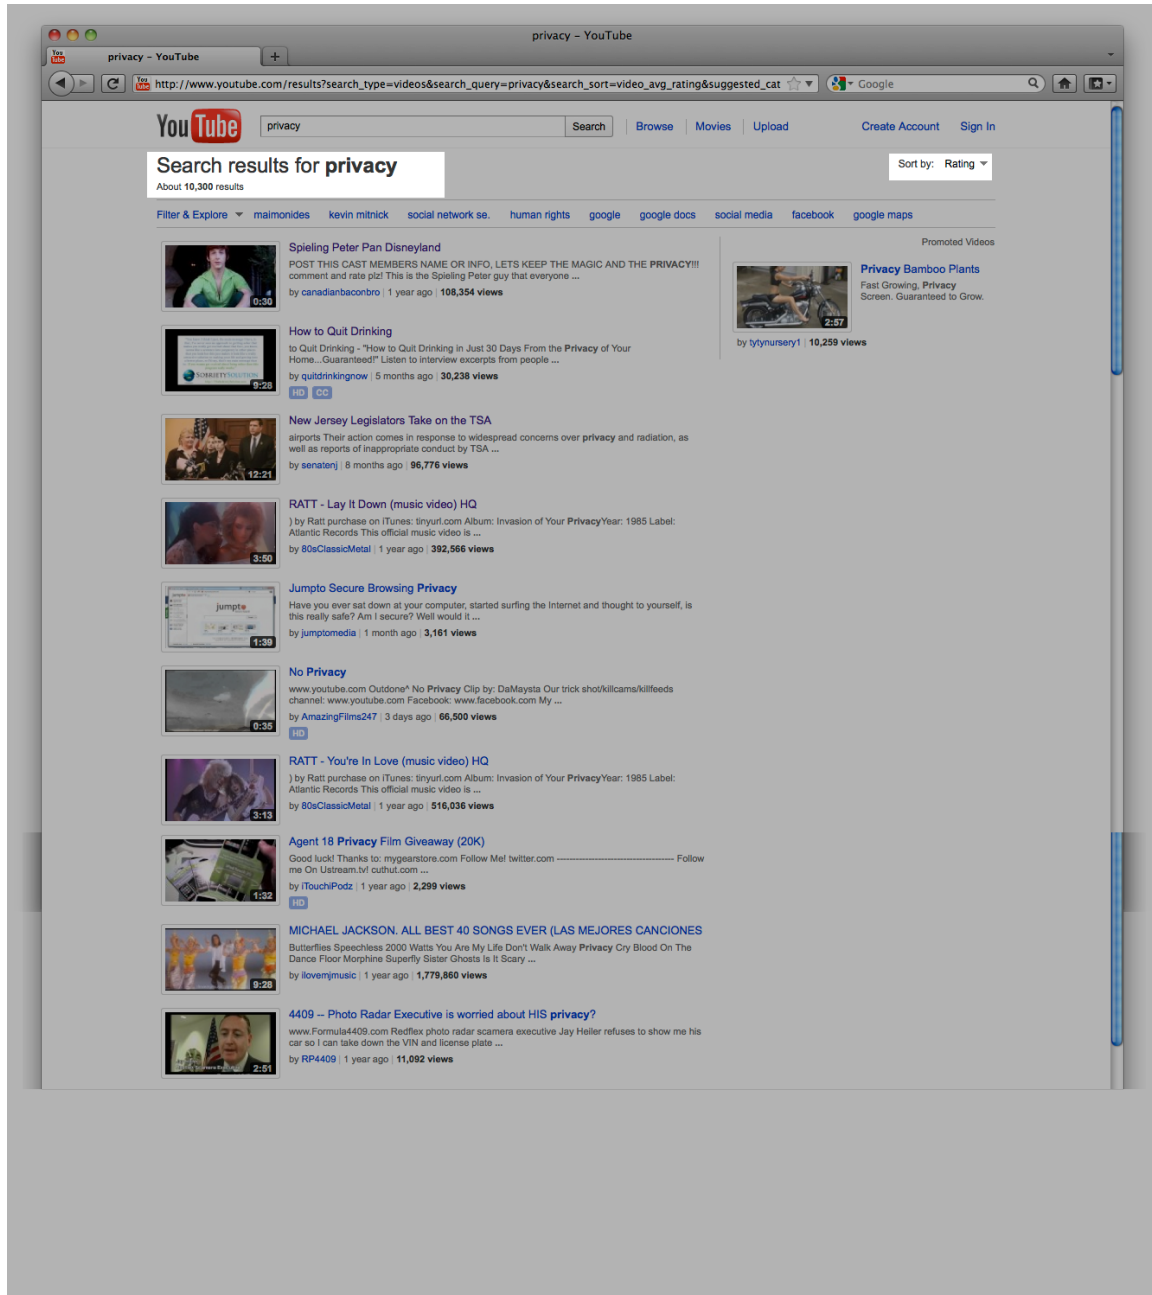 privacy – YouTube
privacy – YouTube
http://www.youtube.com/results?search_type=videos&search_query=privacy&search_sort=video_avg_rating&suggested_cat
Google
You Tube
privacy
Search
Browse
Movies
Upload
Create Account
Sign In
Search results for privacy
Sort by: Rating
About 10,300 results
Filter & Explore
maimonides
kevin mitnick
social network se.
human rights
google
google docs
social media
facebook
google maps
Spieling Peter Pan Disneyland
POST THIS CAST MEMBERS NAME OR INFO, LETS KEEP THE MAGIC AND THE PRIVACY!!!
comment and rate plz! This is the Spieling Peter guy that everyone ...
by canadianbaconbro | 1 year ago | 108,354 views
0:30
How to Quit Drinking
to Quit Drinking - "How to Quit Drinking in Just 30 Days From the Privacy of Your
Home...Guaranteed!" Listen to interview excerpts from people ...
by quitdrinkingnow | 5 months ago | 30,238 views
HD CC
SOBRIETYSOLUTION
9:28
New Jersey Legislators Take on the TSA
airports Their action comes in response to widespread concerns over privacy and radiation, as
well as reports of inappropriate conduct by TSA ...
by senatenj | 8 months ago | 96,776 views
12:21
RATT - Lay It Down (music video) HQ
) by Ratt purchase on iTunes: tinyurl.com Album: Invasion of Your PrivacyYear: 1985 Label:
Atlantic Records This official music video is ...
by 80sClassicMetal | 1 year ago | 392,566 views
3:50
Jumpto Secure Browsing Privacy
Have you ever sat down at your computer, started surfing the Internet and thought to yourself, is
this really safe? Am I secure? Well would it ...
by jumptomedia | 1 month ago | 3,161 views
jumpto
1:39
No Privacy
www.youtube.com Outdone^ No Privacy Clip by: DaMaysta Our trick shot/killcams/killfeeds
channel: www.youtube.com Facebook: www.facebook.com My ...
by AmazingFilms247 | 3 days ago | 66,500 views
HD
0:35
RATT - You're In Love (music video) HQ
) by Ratt purchase on iTunes: tinyurl.com Album: Invasion of Your PrivacyYear: 1985 Label:
Atlantic Records This official music video is ...
by 80sClassicMetal | 1 year ago | 516,036 views
3:13
Agent 18 Privacy Film Giveaway (20K)
Good luck! Thanks to: mygearstore.com Follow Me! twitter.com -------------------------------------- Follow
me On Ustream.tv! cuthut.com ...
by iTouchiPodz | 1 year ago | 2,299 views
HD
1:32
MICHAEL JACKSON. ALL BEST 40 SONGS EVER (LAS MEJORES CANCIONES
Butterflies Speechless 2000 Watts You Are My Life Don't Walk Away Privacy Cry Blood On The
Dance Floor Morphine Superfly Sister Ghosts Is It Scary ...
by ilovemjmusic | 1 year ago | 1,779,860 views
9:28
4409 -- Photo Radar Executive is worried about HIS privacy?
www.Formula4409.com Redflex photo radar scamera executive Jay Heiler refuses to show me his
car so I can take down the VIN and license plate ...
by RP4409 | 1 year ago | 11,092 views
2:51
Promoted Videos
Privacy Bamboo Plants
Fast Growing, Privacy
Screen. Guaranteed to Grow.
2:57
by tytynursery1 | 10,259 views